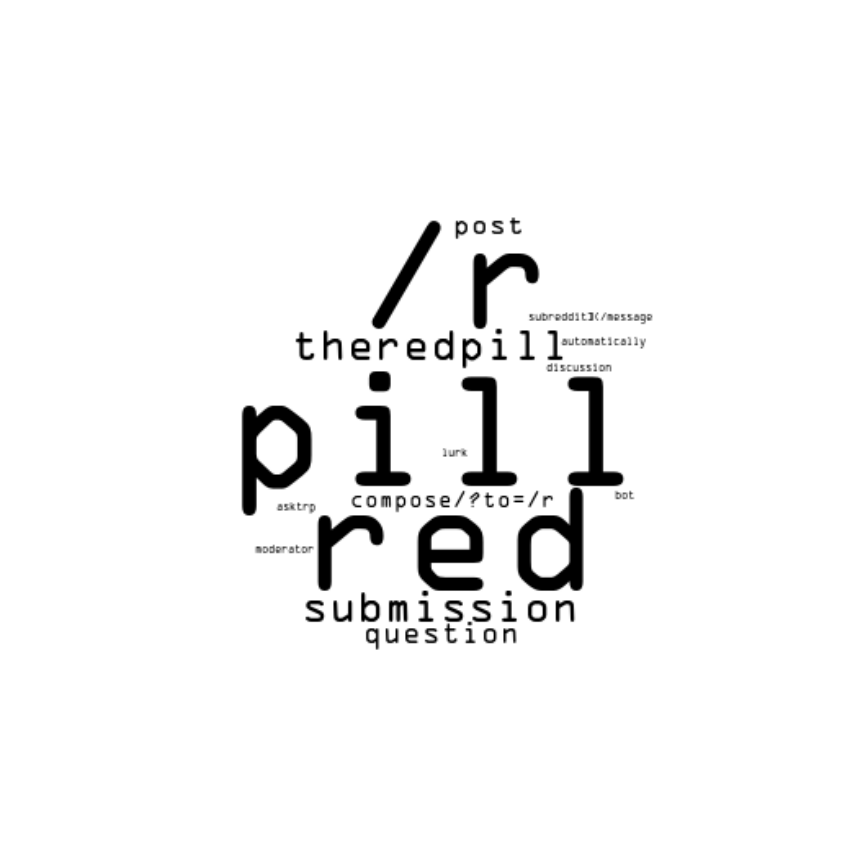 post
/r
subreddit](/message
theredpill
automatically
discussion
pill
lurk
bot
compose/?to=/r
asktrp
red
moderator
submission
question